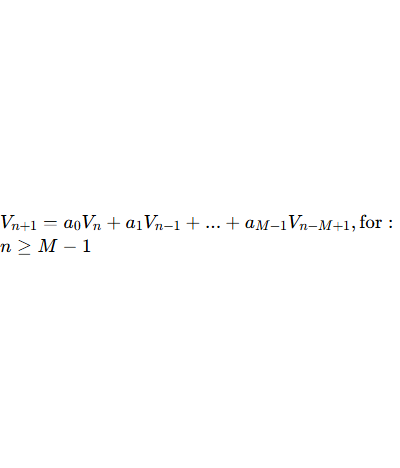 V_{n+1} = a_0V_n + a_1V_{n-1} + ... + a_{M-1}V_{n-M+1}, for :
n ≥ M − 1